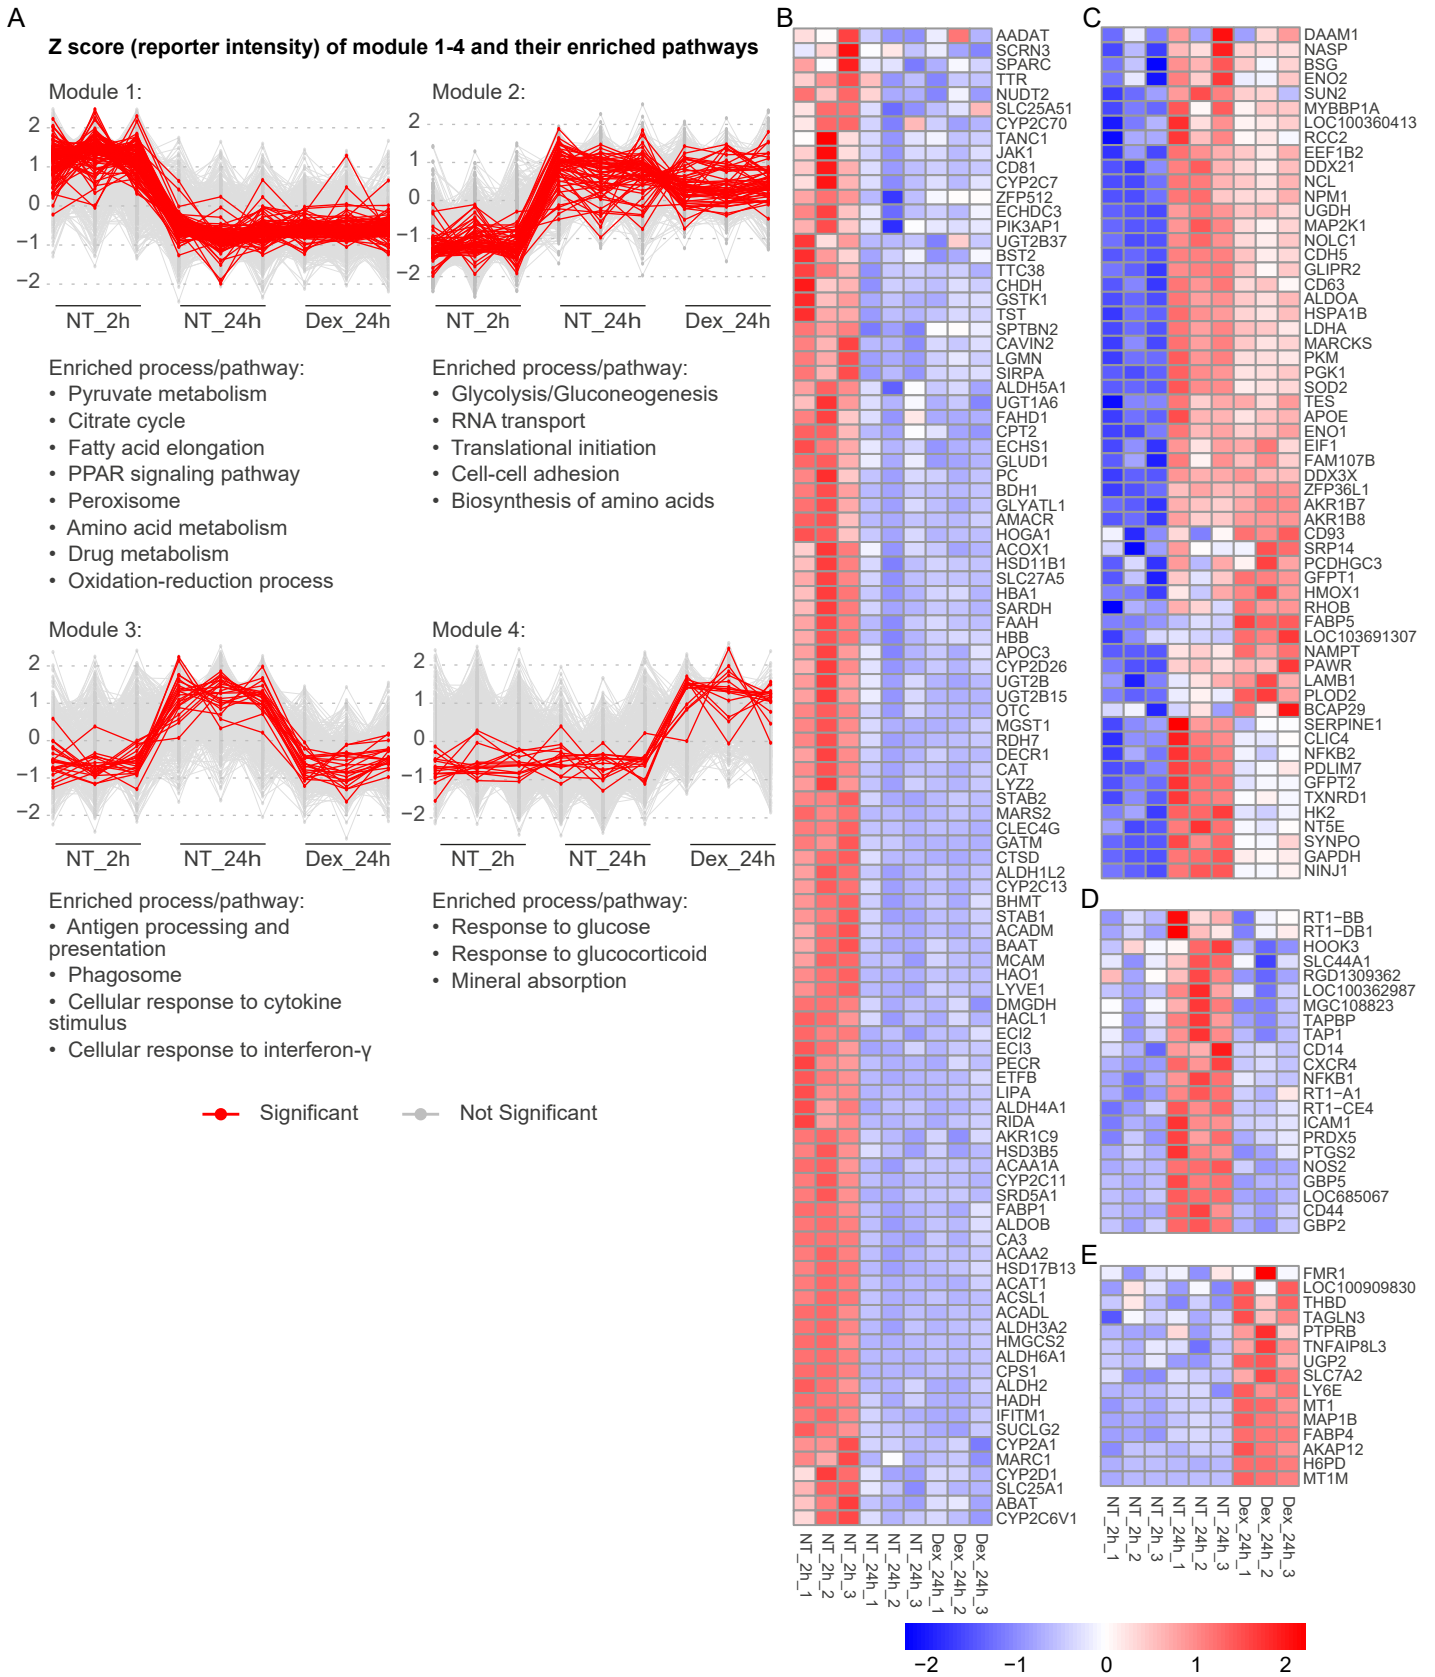 A
Z score (reporter intensity) of module 1-4 and their enriched pathways
Module 1:
2
1
0
−1
−2
NT_2h
NT_24h
Dex_24h
Enriched process/pathway:
• Pyruvate metabolism
• Citrate cycle
• Fatty acid elongation
• PPAR signaling pathway
• Peroxisome
• Amino acid metabolism
• Drug metabolism
• Oxidation-reduction process
Module 2:
2
1
0
−1
−2
NT_2h
NT_24h
Dex_24h
Enriched process/pathway:
• Glycolysis/Gluconeogenesis
• RNA transport
• Translational initiation
• Cell-cell adhesion
• Biosynthesis of amino acids
Module 3:
2
1
0
−1
−2
NT_2h
NT_24h
Dex_24h
Enriched process/pathway:
• Antigen processing and
presentation
• Phagosome
• Cellular response to cytokine
stimulus
• Cellular response to interferon-γ
Module 4:
2
1
0
−1
−2
NT_2h
NT_24h
Dex_24h
Enriched process/pathway:
• Response to glucose
• Response to glucocorticoid
• Mineral absorption
Significant
Not Significant
B
AADAT
SCRN3
SPARC
TTR
NUDT2
SLC25A51
CYP2C70
TANC1
JAK1
CD81
CYP2C7
ZFP512
ECHDC3
PIK3AP1
UGT2B37
BST2
TTC38
CHDH
GSTK1
TST
SPTBN2
CAVIN2
LGMN
SIRPA
ALDH5A1
UGT1A6
FAHD1
CPT2
ECHS1
GLUD1
PC
BDH1
GLYATL1
AMACR
HOGA1
ACOX1
HSD11B1
SLC27A5
HBA1
SARDH
FAAH
HBB
APOC3
CYP2D26
UGT2B
UGT2B15
OTC
MGST1
RDH7
DECR1
CAT
LYZ2
STAB2
MARS2
CLEC4G
GATM
CTSD
ALDH1L2
CYP2C13
BHMT
STAB1
ACADM
BAAT
MCAM
HAO1
LYVE1
DMGDH
HACL1
ECI2
ECI3
PECR
ETFB
LIPA
ALDH4A1
RIDA
AKR1C9
HSD3B5
ACAA1A
CYP2C11
SRD5A1
FABP1
ALDOB
CA3
ACAA2
HSD17B13
ACAT1
ACSL1
ACADL
ALDH3A2
HMGCS2
ALDH6A1
CPS1
ALDH2
HADH
IFITM1
SUCLG2
CYP2A1
MARC1
CYP2D1
SLC25A1
ABAT
CYP2C6V1
NT_2h_1
NT_2h_2
NT_2h_3
NT_24h_1
NT_24h_2
NT_24h_3
Dex_24h_1
Dex_24h_2
Dex_24h_3
C
DAAM1
NASP
BSG
ENO2
SUN2
MYBBP1A
LOC100360413
RCC2
EEF1B2
DDX21
NCL
NPM1
UGDH
MAP2K1
NOLC1
CDH5
GLIPR2
CD63
ALDOA
HSPA1B
LDHA
MARCKS
PKM
PGK1
SOD2
TES
APOE
ENO1
EIF1
FAM107B
DDX3X
ZFP36L1
AKR1B7
AKR1B8
CD93
SRP14
PCDHGC3
GFPT1
HMOX1
RHOB
FABP5
LOC103691307
NAMPT
PAWR
LAMB1
PLOD2
BCAP29
SERPINE1
CLIC4
NFKB2
PDLIM7
GFPT2
TXNRD1
HK2
NT5E
SYNPO
GAPDH
NINJ1
D
RT1−BB
RT1−DB1
HOOK3
SLC44A1
RGD1309362
LOC100362987
MGC108823
TAPBP
TAP1
CD14
CXCR4
NFKB1
RT1−A1
RT1−CE4
ICAM1
PRDX5
PTGS2
NOS2
GBP5
LOC685067
CD44
GBP2
E
FMR1
LOC100909830
THBD
TAGLN3
PTPRB
TNFAIP8L3
UGP2
SLC7A2
LY6E
MT1
MAP1B
FABP4
AKAP12
H6PD
MT1M
NT_2h_1
NT_2h_2
NT_2h_3
NT_24h_1
NT_24h_2
NT_24h_3
Dex_24h_1
Dex_24h_2
Dex_24h_3
−2
−1
0
1
2